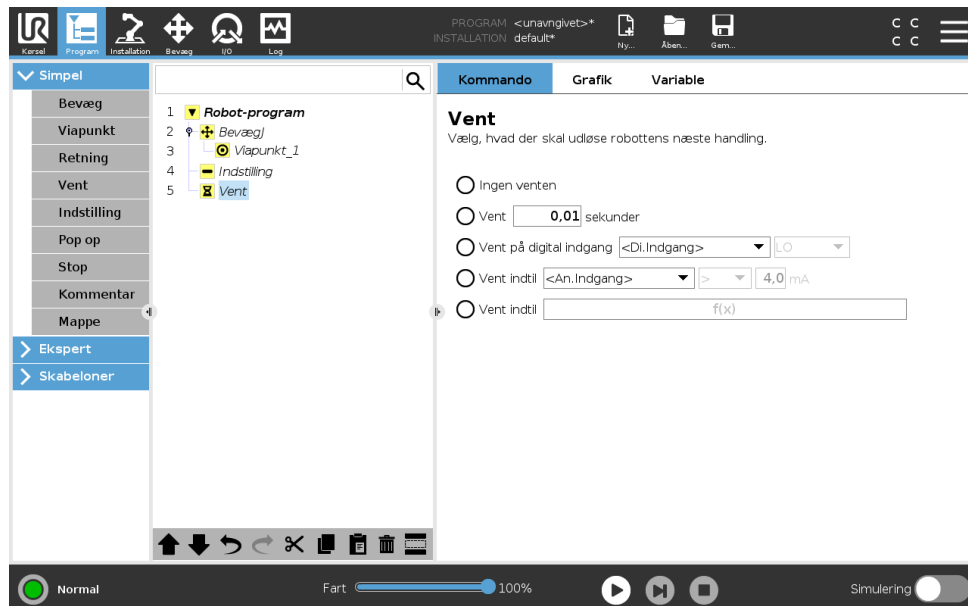 UR
PROGRAM <unavngivet>*
INSTALLATION default*
Kørsel Program Installation Bevæg I/O Log Ny... Åben... Gem...
C C
C C
Simpel
Bevæg
Viapunkt
Retning
Vent
Indstilling
Pop op
Stop
Kommentar
Mappe
Ekspert
Skabeloner
1 Robot-program
2 BevægJ
3 Viapunkt_1
4 Indstilling
5 Vent
Kommando Grafik Variable
Vent
Vælg, hvad der skal udløse robottens næste handling.
Ingen venten
Vent 0,01 sekunder
Vent på digital indgang <Di.Indgang> LO
Vent indtil <An.Indgang> > 4,0 mA
Vent indtil f(x)
Normal Fart 100% Simulering